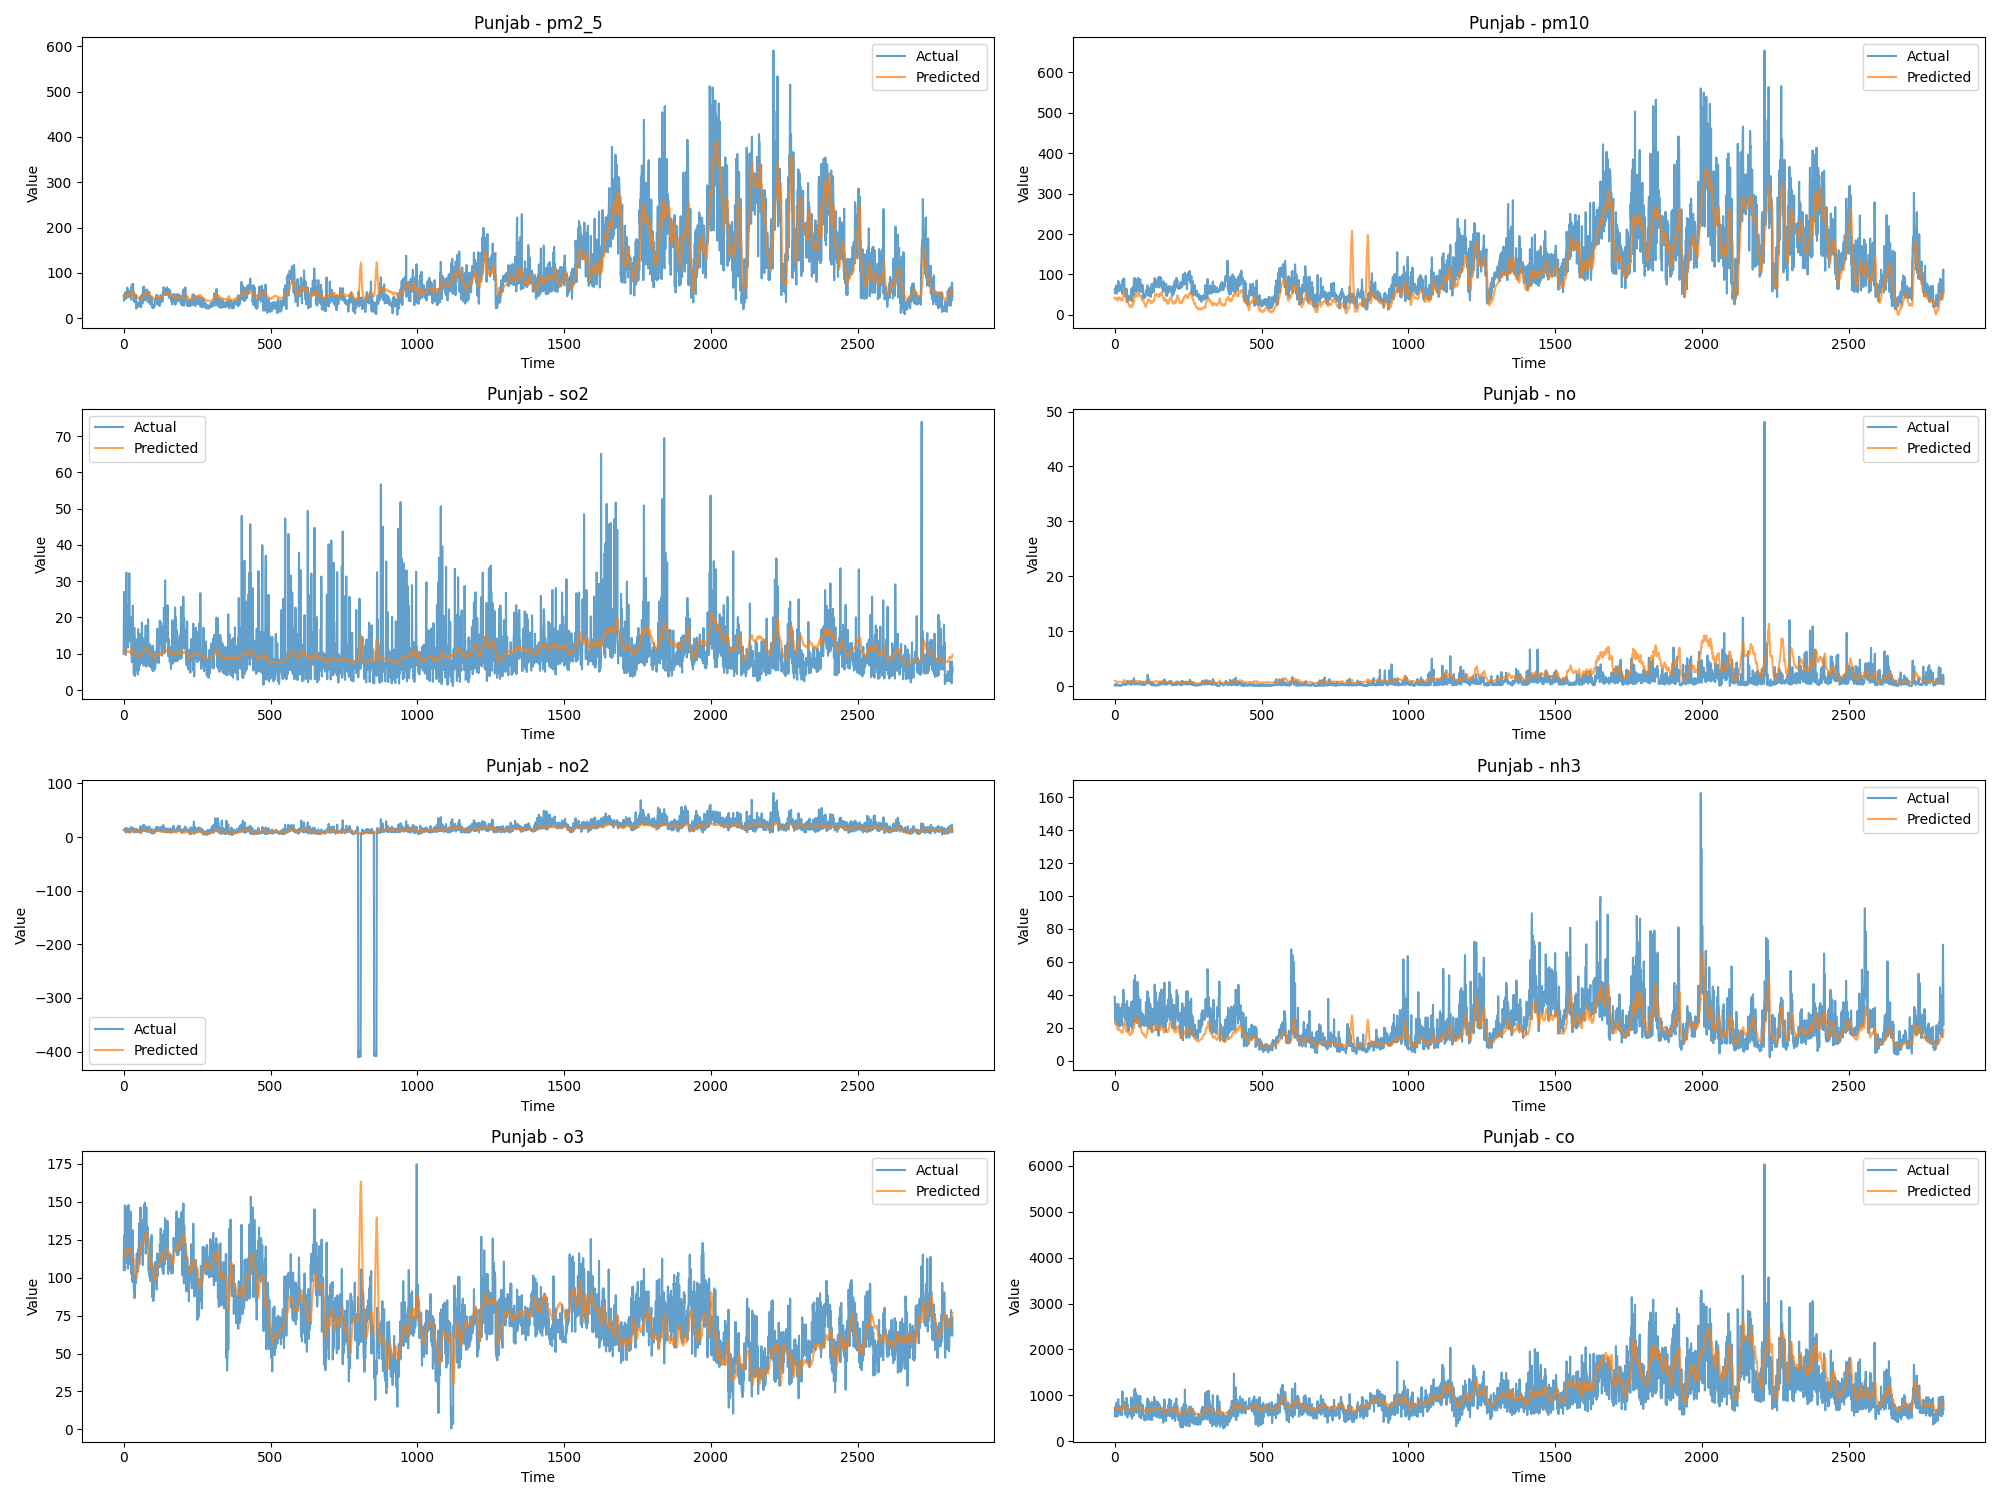 Punjab - pm2_5
600
500
400
300
200
100
0
Value
0 500 1000 1500 2000 2500
Time
Actual
Predicted
Punjab - pm10
600
500
400
300
200
100
0
Value
0 500 1000 1500 2000 2500
Time
Actual
Predicted
Punjab - so2
70
60
50
40
30
20
10
0
Value
0 500 1000 1500 2000 2500
Time
Actual
Predicted
Punjab - no
50
40
30
20
10
0
Value
0 500 1000 1500 2000 2500
Time
Actual
Predicted
Punjab - no2
100
0
−100
−200
−300
−400
Value
0 500 1000 1500 2000 2500
Time
Actual
Predicted
Punjab - nh3
160
140
120
100
80
60
40
20
0
Value
0 500 1000 1500 2000 2500
Time
Actual
Predicted
Punjab - o3
175
150
125
100
75
50
25
0
Value
0 500 1000 1500 2000 2500
Time
Actual
Predicted
Punjab - co
6000
5000
4000
3000
2000
1000
0
Value
0 500 1000 1500 2000 2500
Time
Actual
Predicted